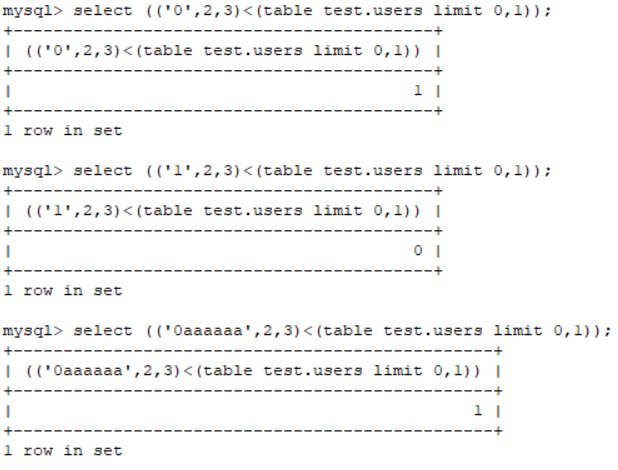 mysql> select (('0',2,3)<(table test.users limit 0,1));
+------------------------------------------+
| (('0',2,3)<(table test.users limit 0,1)) |
+------------------------------------------+
|                                        1 |
+------------------------------------------+
1 row in set
mysql> select (('1',2,3)<(table test.users limit 0,1));
+------------------------------------------+
| (('1',2,3)<(table test.users limit 0,1)) |
+------------------------------------------+
|                                        0 |
+------------------------------------------+
1 row in set
mysql> select (('0aaaaaa',2,3)<(table test.users limit 0,1));
+------------------------------------------------+
| (('0aaaaaa',2,3)<(table test.users limit 0,1)) |
+------------------------------------------------+
|                                              1 |
+------------------------------------------------+
1 row in set